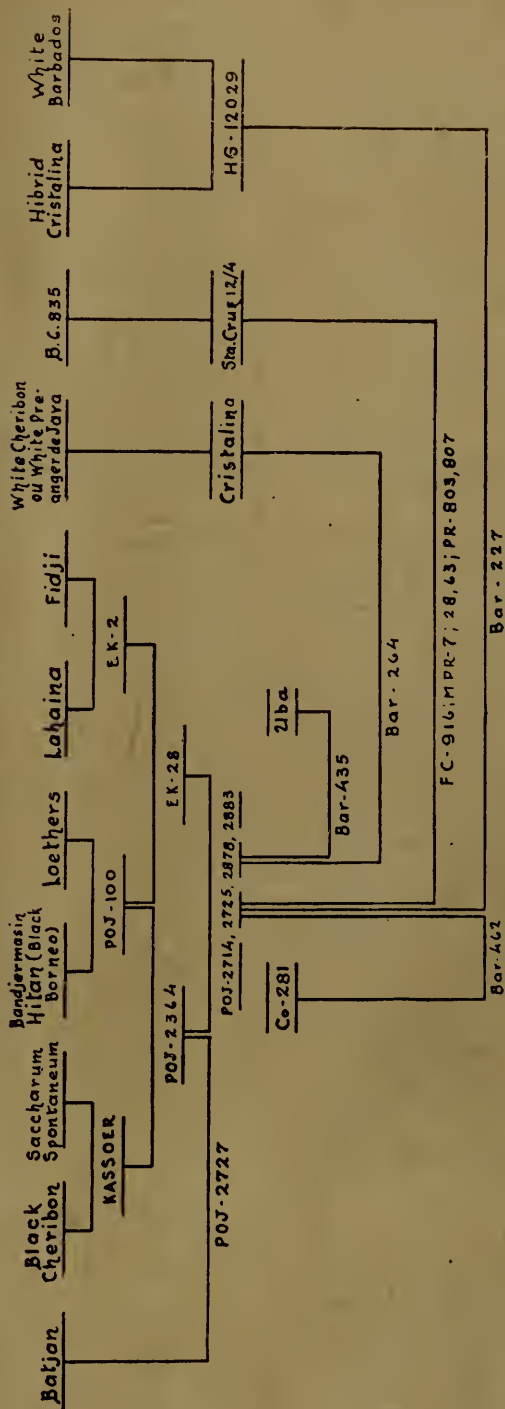 Batjan
Black
Cheribon
Saccharum
Spontaneum
Bandjermasin
Hitan (Black
Borneo)
Loethers
Lahaina
Fidji
White Cheribon
ou White Pre-
anger de Java
B.C. 835
Hibrid
Cristalina
White
Barbados
KASSOER
POJ-100
EK-2
Cristalina
Sta. Cruz 12/4
HG-12029
POJ-2364
EK-28
POJ-2727
Co-281
POJ-2714, 2725, 2878, 2883
Uba
Bar-435
Bar-264
FC-916; MPR-7; 28,63; PR-803,807
Bar-462
Bar-227